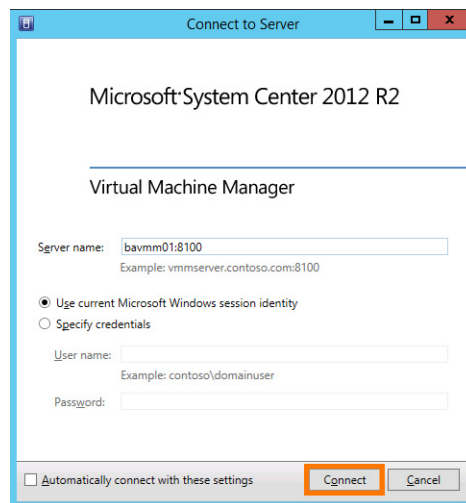 Connect to Server
Microsoft System Center 2012 R2
Virtual Machine Manager
Server name: bavmm01:8100
Example: vmmserver.contoso.com:8100
Use current Microsoft Windows session identity
Specify credentials
User name:
Example: contoso\domainuser
Password:
Automatically connect with these settings Connect Cancel